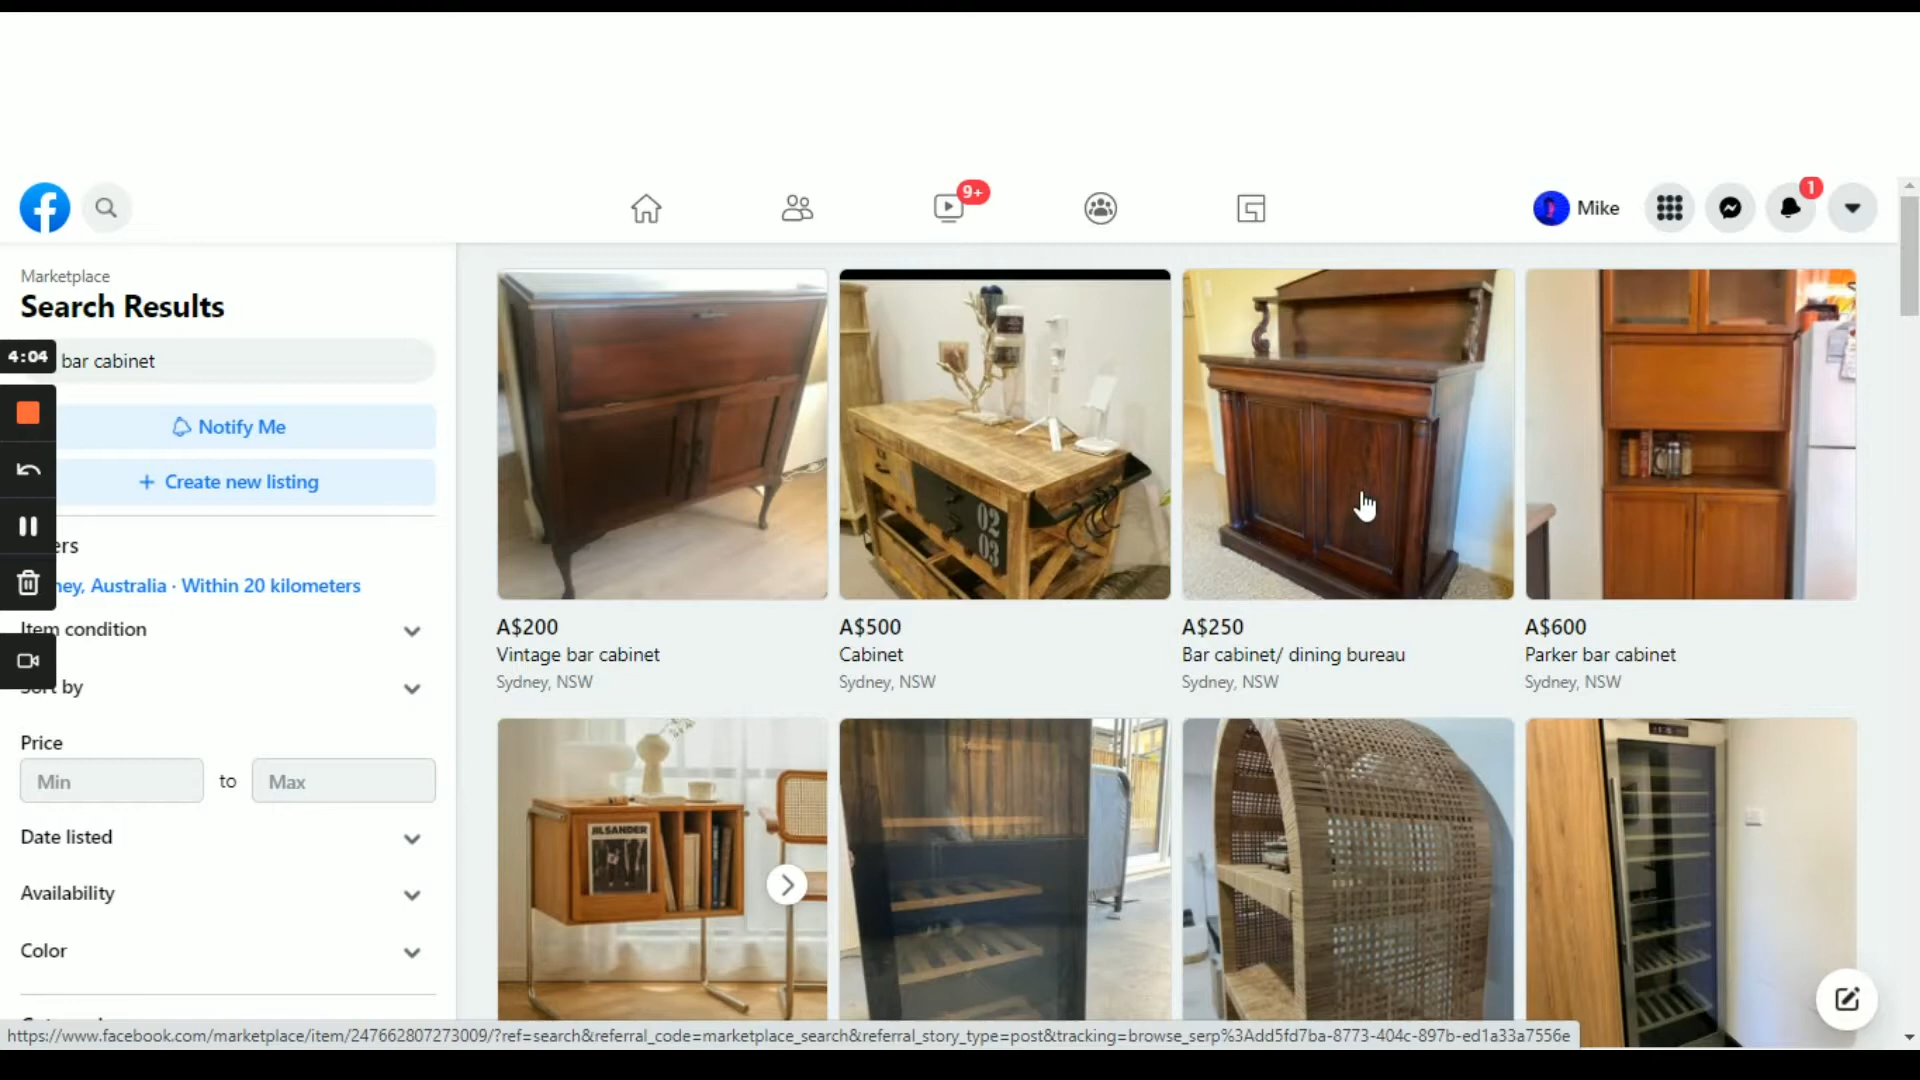 9+
1
Mike
Marketplace
Search Results
4:04
bar cabinet
Notify Me
+ Create new listing
ers
ney, Australia · Within 20 kilometers
Item condition
Sort by
Price
Min to Max
Date listed
Availability
Color
02
03
A$200
Vintage bar cabinet
Sydney, NSW
A$500
Cabinet
Sydney, NSW
A$250
Bar cabinet/ dining bureau
Sydney, NSW
A$600
Parker bar cabinet
Sydney, NSW
JILSANDER
https://www.facebook.com/marketplace/item/247662807273009/?ref=search&referral_code=marketplace_search&referral_story_type=post&tracking=browse_serp%3Add5fd7ba-8773-404c-897b-ed1a33a7556e